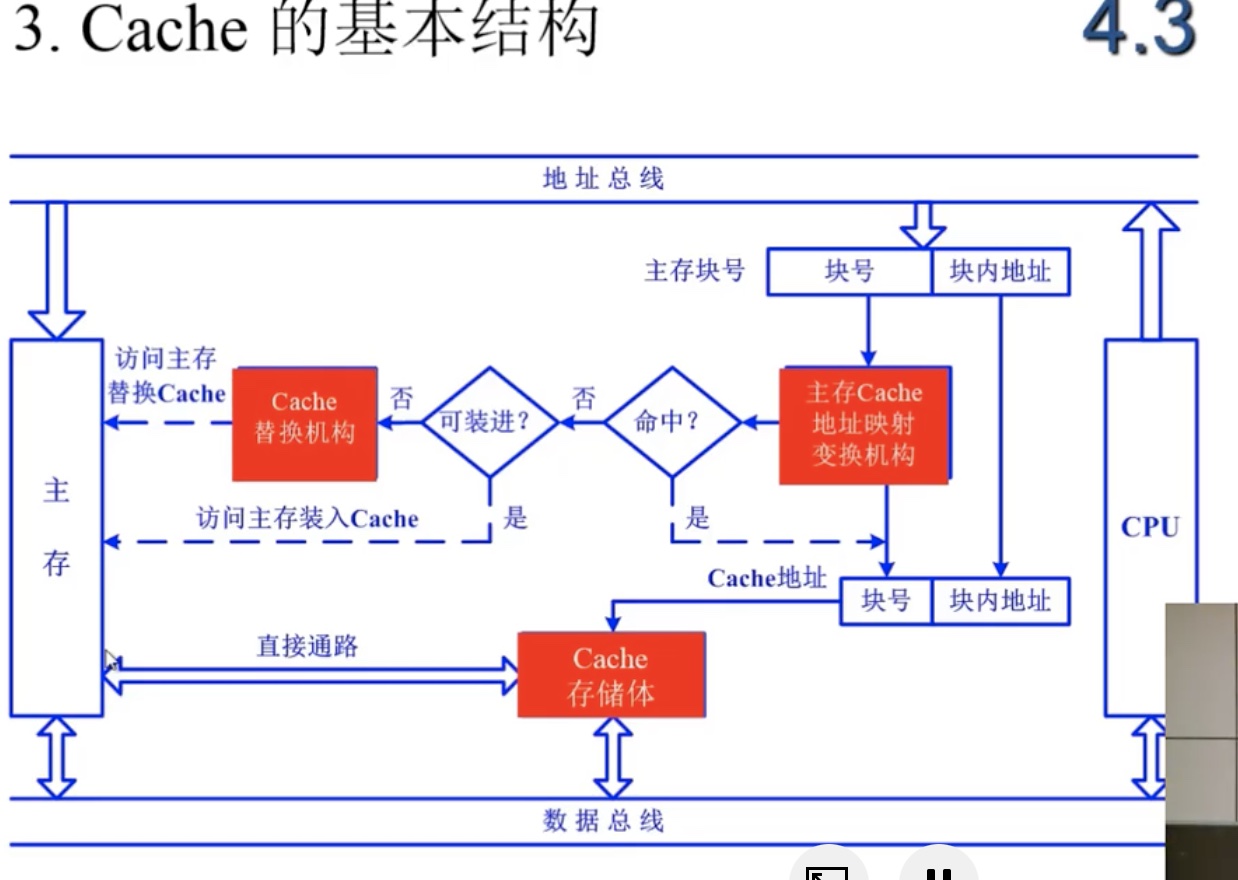 3. Cache 的基本结构
4.3
地址总线
主存块号
块号
块内地址
访问主存
替换Cache
Cache
替换机构
否
可装进？
否
命中？
主存Cache
地址映射
变换机构
主
存
访问主存装入Cache
是
是
CPU
Cache地址
块号
块内地址
直接通路
Cache
存储体
数据总线